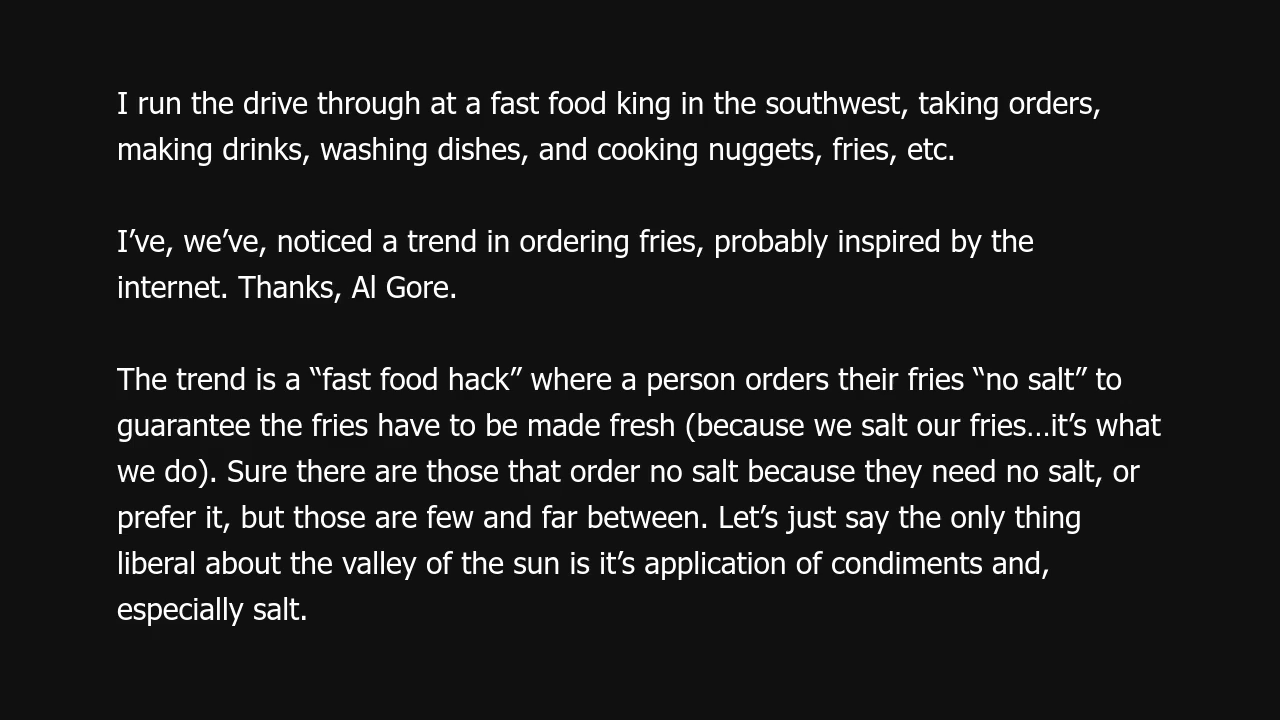 I run the drive through at a fast food king in the southwest, taking orders,
making drinks, washing dishes, and cooking nuggets, fries, etc.
I’ve, we’ve, noticed a trend in ordering fries, probably inspired by the
internet. Thanks, Al Gore.
The trend is a “fast food hack” where a person orders their fries “no salt” to
guarantee the fries have to be made fresh (because we salt our fries…it’s what
we do). Sure there are those that order no salt because they need no salt, or
prefer it, but those are few and far between. Let’s just say the only thing
liberal about the valley of the sun is it’s application of condiments and,
especially salt.